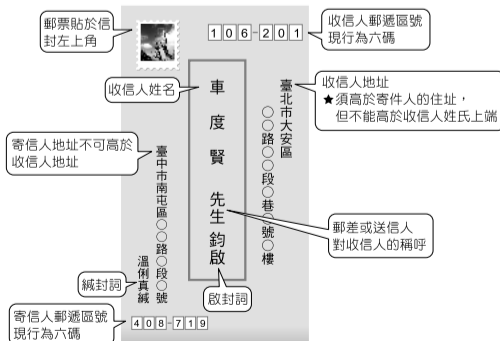 郵票貼於信
封左上角
106-201
收信人郵遞區號
現行為六碼
收信人姓名
車度賢 先生 鈞啟
臺北市大安區
○○路○○段○巷○號○樓
收信人地址
★須高於寄件人的住址，
但不能高於收信人姓氏上端
寄信人地址不可高於
收信人地址
臺中市南屯區○○路○段○號
溫俐真緘
郵差或送信人
對收信人的稱呼
緘封詞
啟封詞
寄信人郵遞區號
現行為六碼
408-719